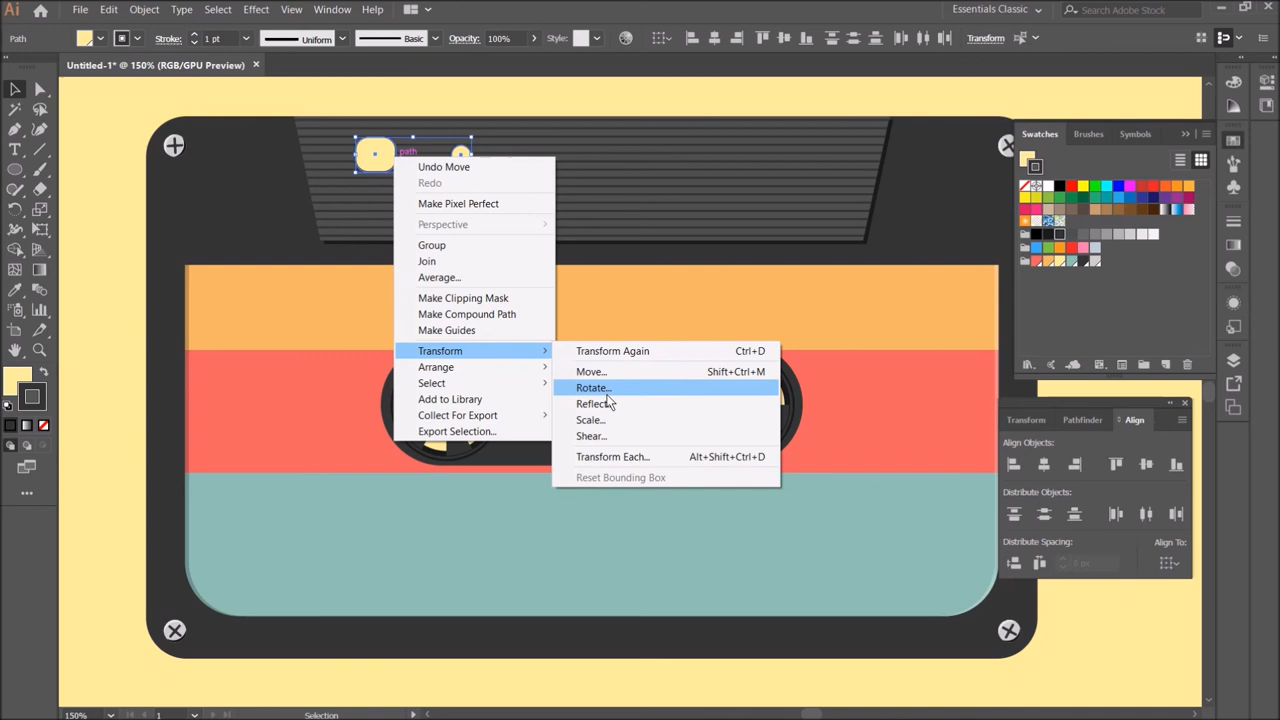 Ai File Edit Object Type Select Effect View Window Help Essentials Classic Search Adobe Stock
Path Stroke: 1 pt Uniform Basic Opacity: 100% Style: Transform
Untitled-1* @ 150% (RGB/GPU Preview)
Swatches Brushes Symbols
path
Undo Move
Redo
Make Pixel Perfect
Perspective
Group
Join
Average...
Make Clipping Mask
Make Compound Path
Make Guides
Transform
Arrange
Select
Add to Library
Collect For Export
Export Selection...
Transform Again Ctrl+D
Move... Shift+Ctrl+M
Rotate...
Reflect
Scale...
Shear...
Transform Each... Alt+Shift+Ctrl+D
Reset Bounding Box
Transform Pathfinder Align
Align Objects:
Distribute Objects:
Distribute Spacing: Align To:
0 px
150% 1 Selection